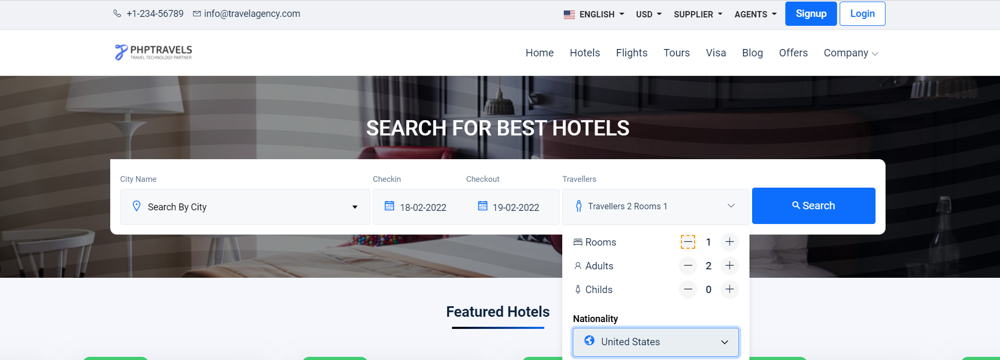 +1-234-56789 info@travelagency.com ENGLISH USD SUPPLIER AGENTS Signup Login
PHPTRAVELS
TRAVEL TECHNOLOGY PARTNER
Home Hotels Flights Tours Visa Blog Offers Company
SEARCH FOR BEST HOTELS
City Name Checkin Checkout Travellers
Search By City 18-02-2022 19-02-2022 Travellers 2 Rooms 1 Search
Rooms 1
Adults 2
Childs 0
Featured Hotels
Nationality
United States